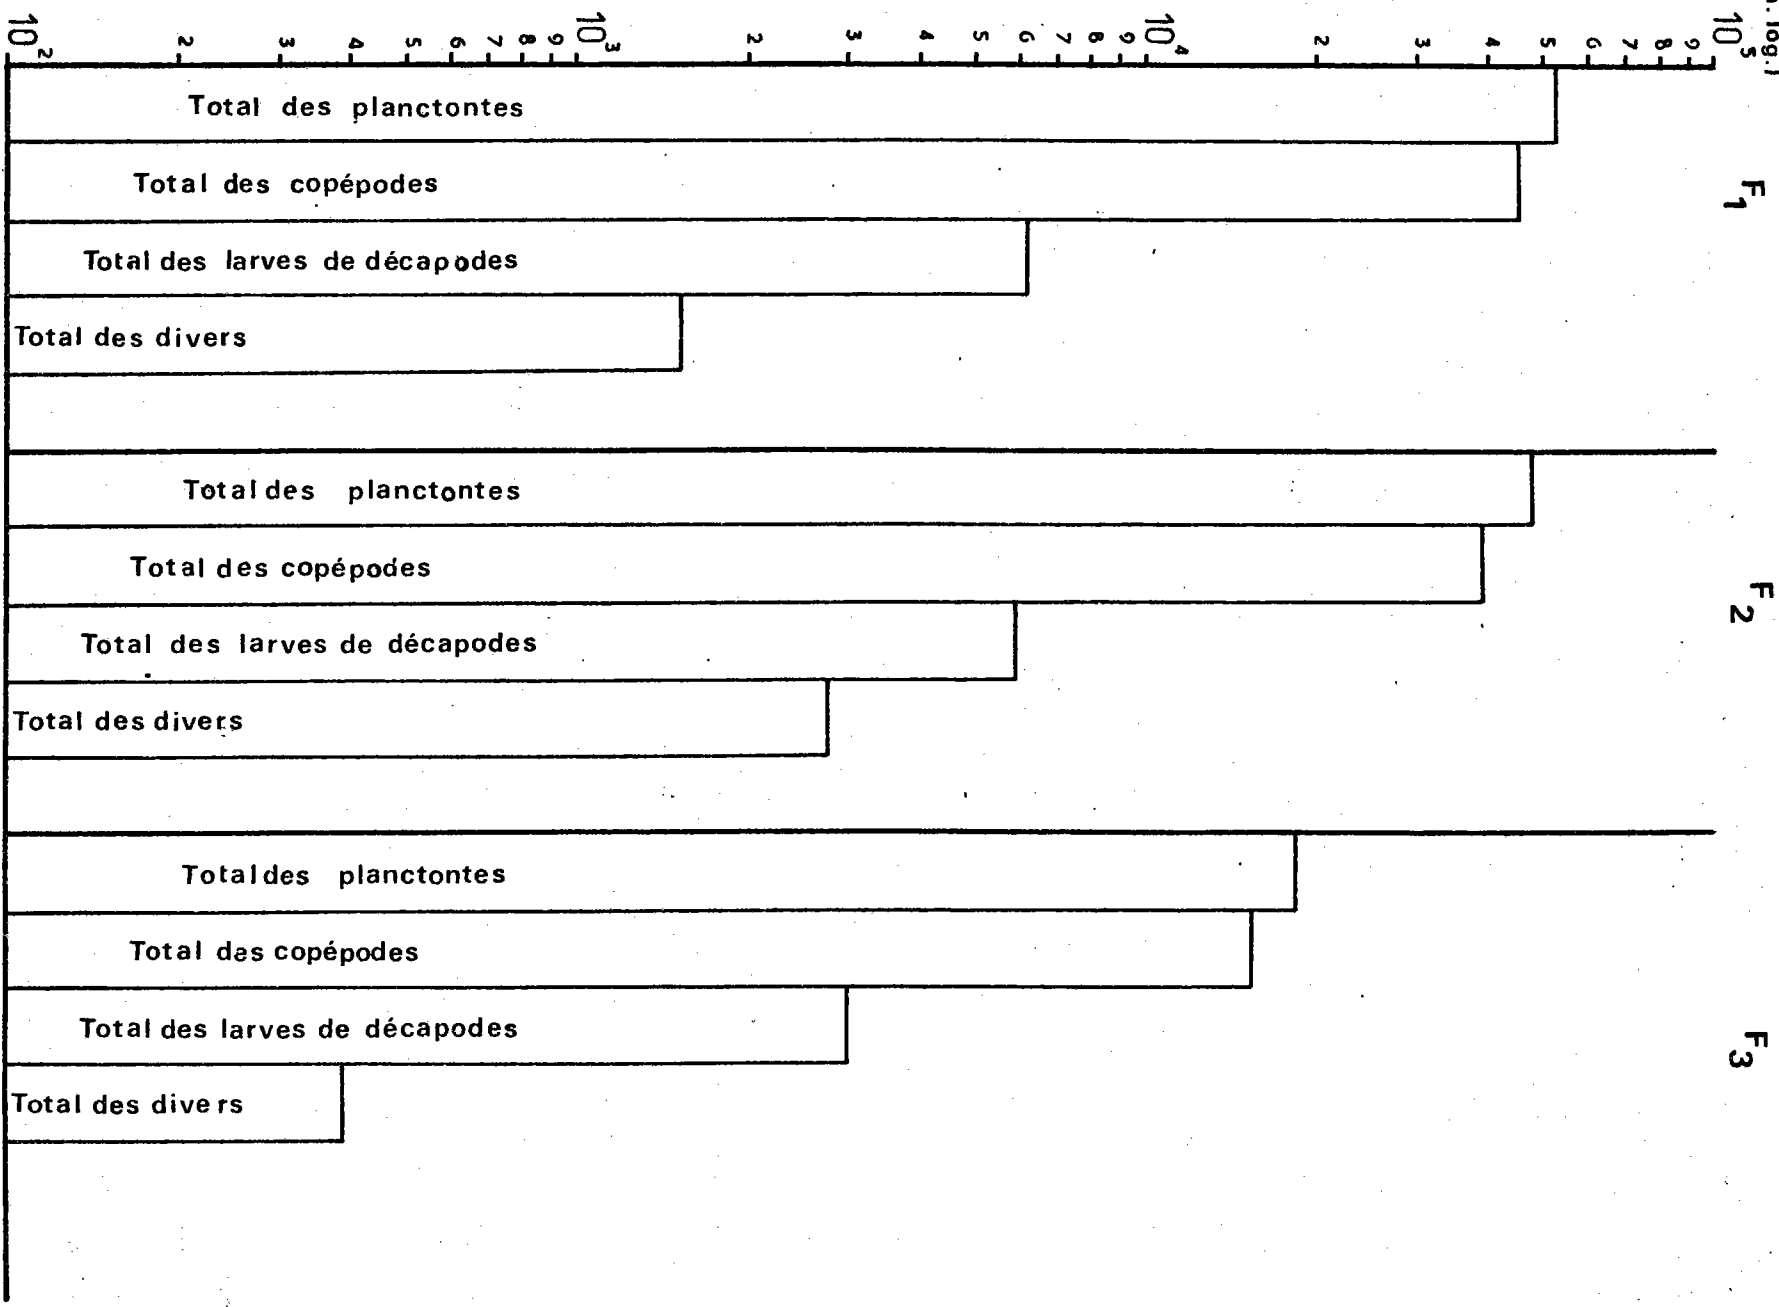 10² 2 3 4 5 6 7 8 9 10³ 2 3 4 5 6 7 8 9 10⁴ 2 3 4 5 6 7 8 9 10⁵
F1
Total des planctontes
Total des copépodes
Total des larves de décapodes
Total des divers
F2
Total des planctontes
Total des copépodes
Total des larves de décapodes
Total des divers
F3
Total des planctontes
Total des copépodes
Total des larves de décapodes
Total des divers